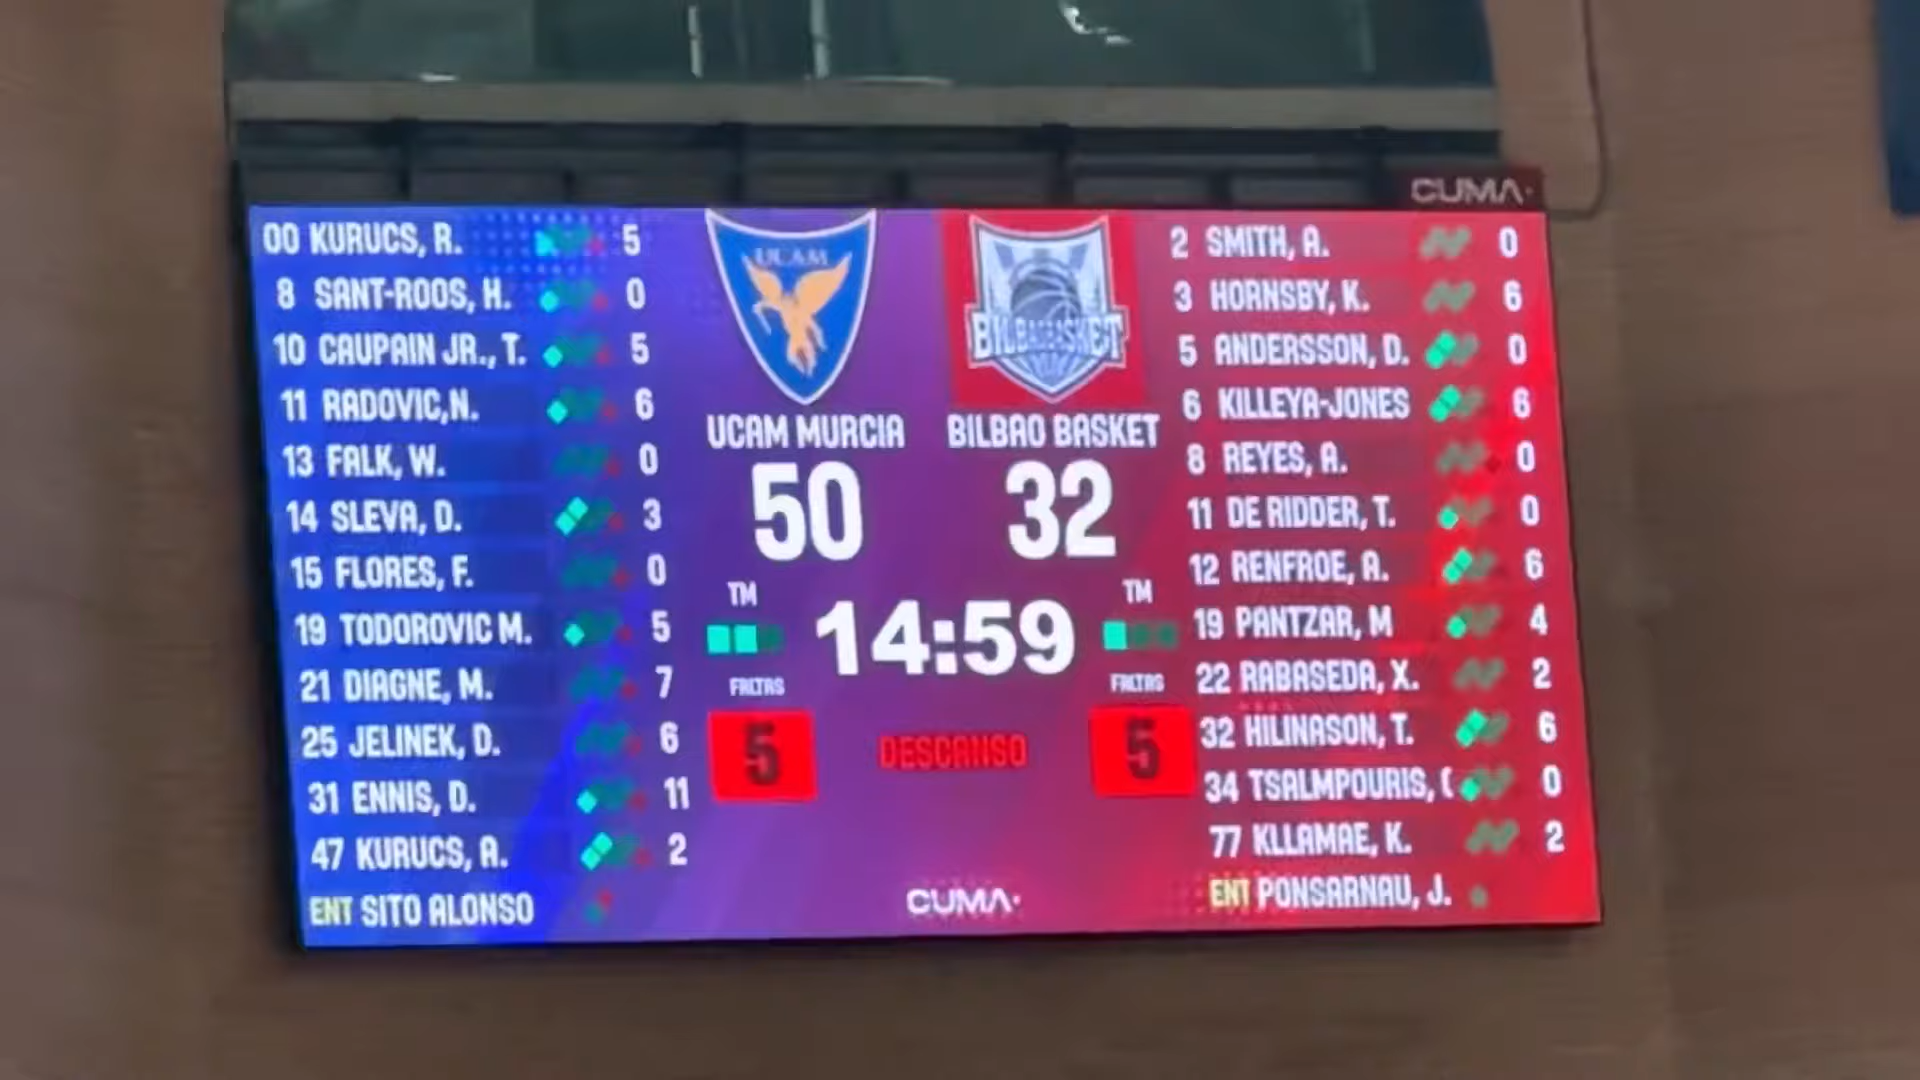 CUMA
00 KURUCS, R. 5
8 SANT-ROOS, H. 0
10 CAUPAIN JR., T. 5
11 RADOVIC,N. 6
13 FALK, W. 0
14 SLEVA, D. 3
15 FLORES, F. 0
19 TODOROVIC M. 5
21 DIAGNE, M. 7
25 JELINEK, D. 6
31 ENNIS, D. 11
47 KURUCS, A. 2
ENT SITO ALONSO
UCAM
BILBAO BASKET
UCAM MURCIA
BILBAO BASKET
50
32
TM
TM
14:59
FALTAS
FALTAS
5
DESCANSO
5
CUMA
2 SMITH, A. 0
3 HORNSBY, K. 6
5 ANDERSSON, D. 0
6 KILLEYA-JONES 6
8 REYES, A. 0
11 DE RIDDER, T. 0
12 RENFROE, A. 6
19 PANTZAR, M 4
22 RABASEDA, X. 2
32 HILINASON, T. 6
34 TSALMPOURIS, ( 0
77 KLLAMAE, K. 2
ENT PONSARNAU, J.